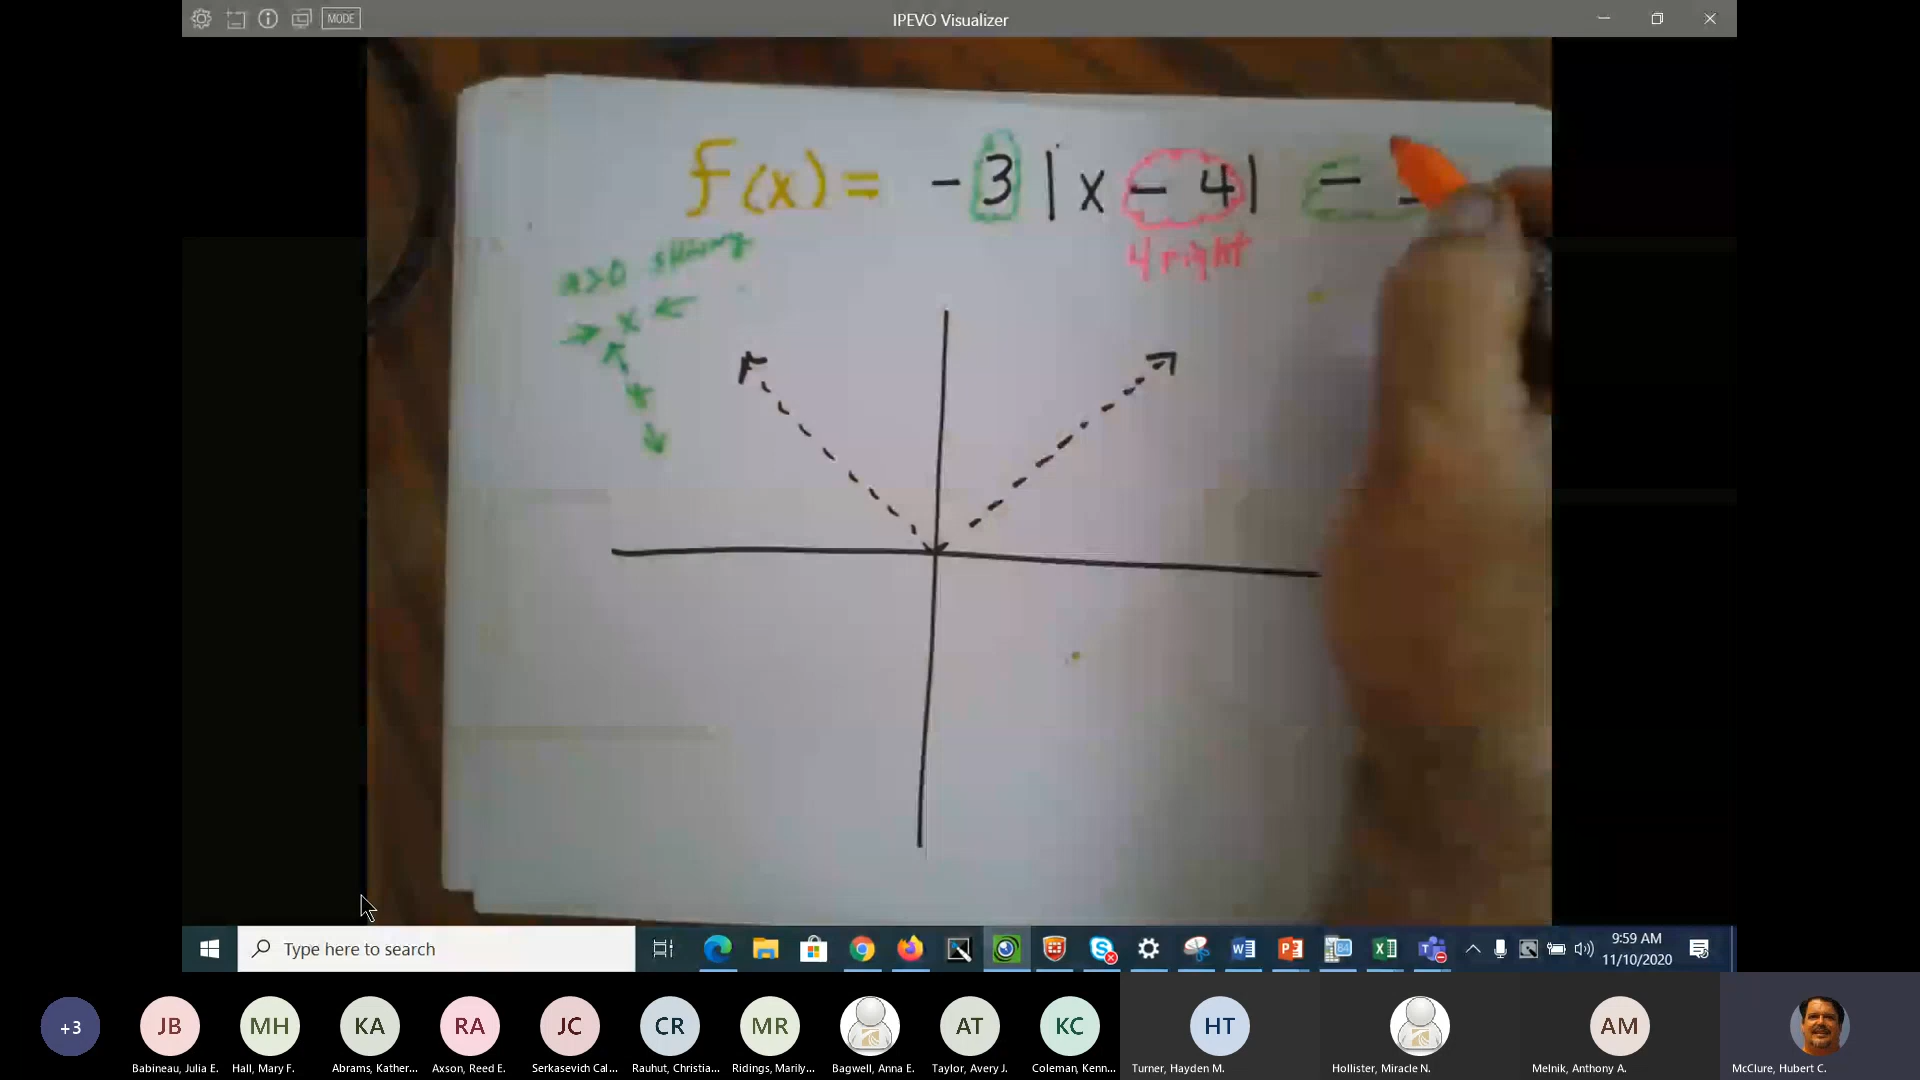 IPEVO Visualizer
MODE
f(x) = -3|x - 4| -
4 right
a>0 skinny
x
x
Type here to search
9:59 AM
11/10/2020
+3
JB
MH
KA
RA
JC
CR
MR
AT
KC
HT
AM
Babineau, Julia E.
Hall, Mary F.
Abrams, Kather...
Axson, Reed E.
Serkasevich Cal...
Rauhut, Christia...
Ridings, Marily...
Bagwell, Anna E.
Taylor, Avery J.
Coleman, Kenn...
Turner, Hayden M.
Hollister, Miracle N.
Melnik, Anthony A.
McClure, Hubert C.